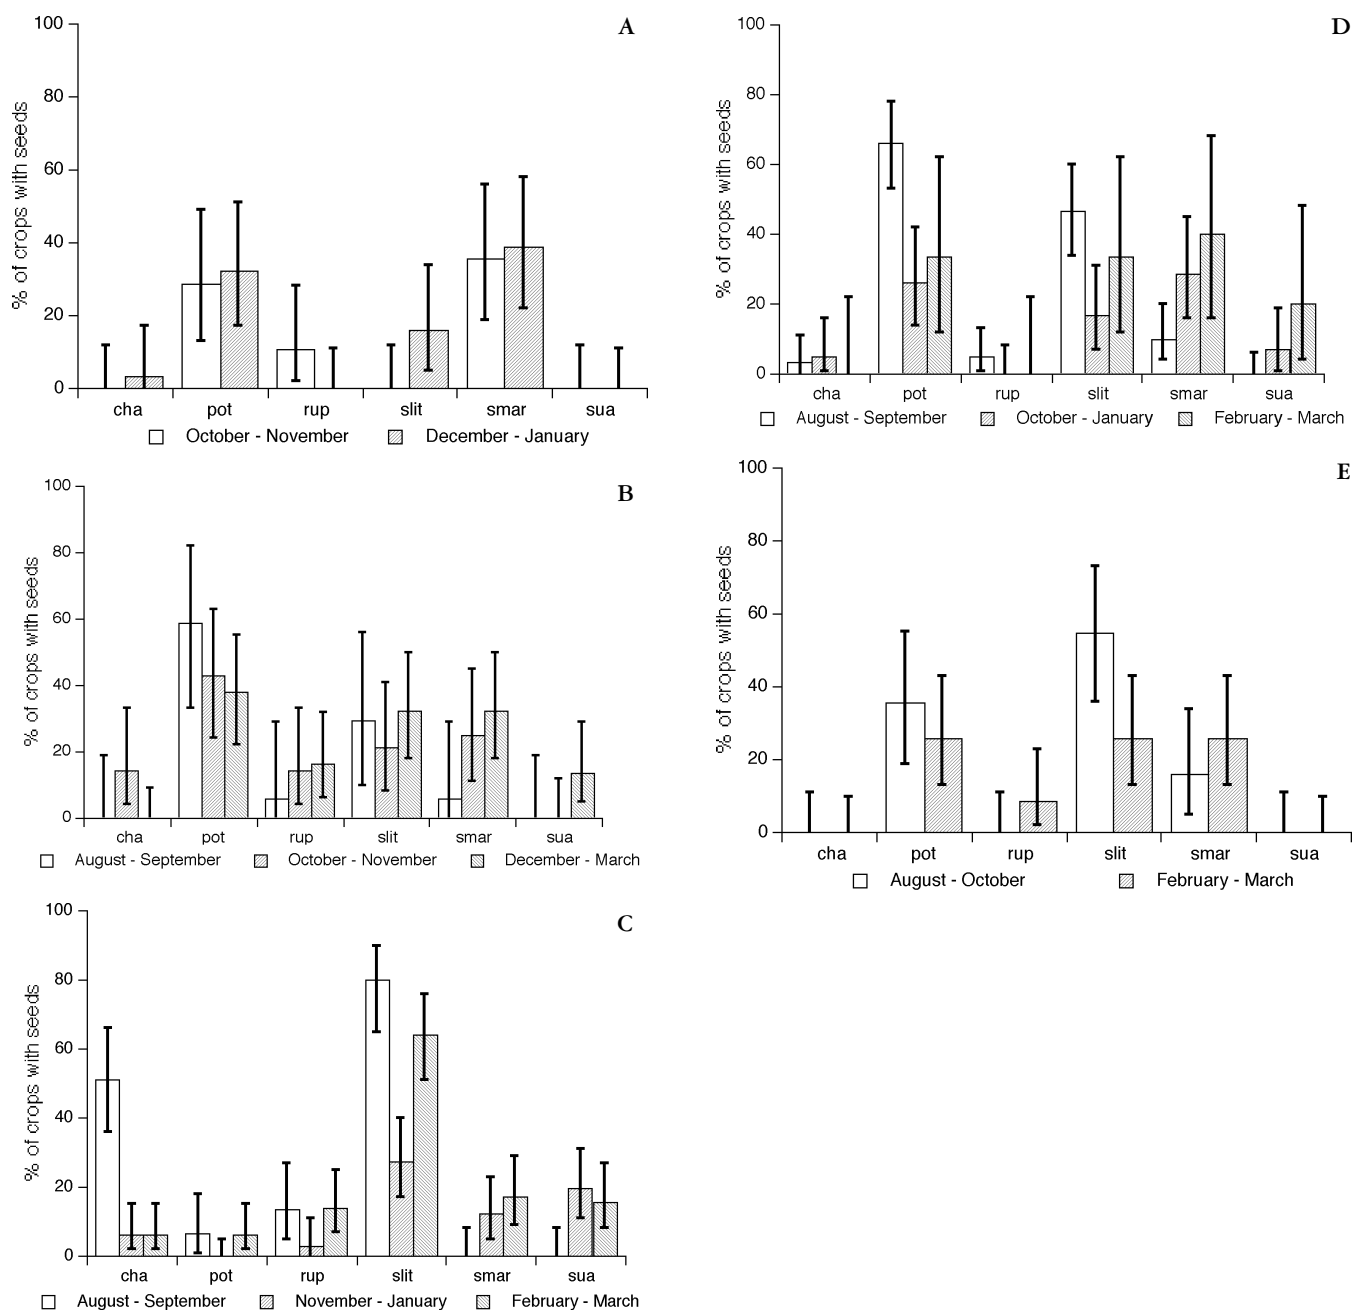 A
% of crops with seeds
100
80
60
40
20
0
cha pot rup slit smar sua
October - November December - January
B
% of crops with seeds
100
80
60
40
20
0
cha pot rup slit smar sua
August - September October - November December - March
C
% of crops with seeds
100
80
60
40
20
0
cha pot rup slit smar sua
August - September November - January February - March
D
% of crops with seeds
100
80
60
40
20
0
cha pot rup slit smar sua
August - September October - January February - March
E
% of crops with seeds
100
80
60
40
20
0
cha pot rup slit smar sua
August - October February - March